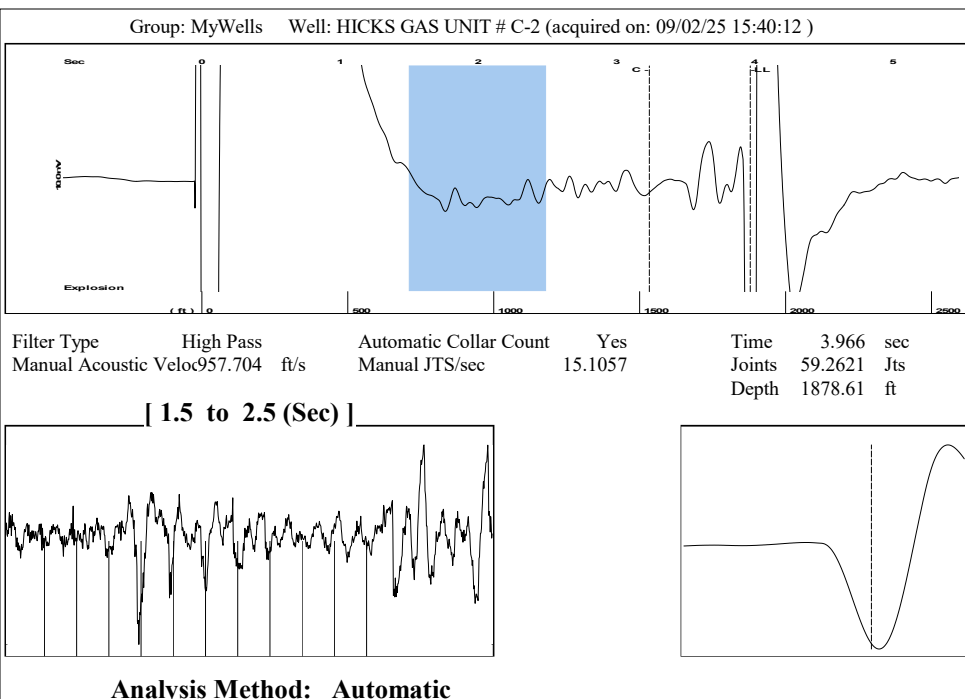 Group: MyWells Well: HICKS GAS UNIT # C-2 (acquired on: 09/02/25 15:40:12 )
Sec 0 1 2 3 4 5
C LL
100 mV
Explosion
( ft ) 0 500 1000 1500 2000 2500
Filter Type High Pass Automatic Collar Count Yes Time 3.966 sec
Manual Acoustic Veloc957.704 ft/s Manual JTS/sec 15.1057 Joints 59.2621 Jts
Depth 1878.61 ft
[ 1.5 to 2.5 (Sec) ]
Analysis Method: Automatic